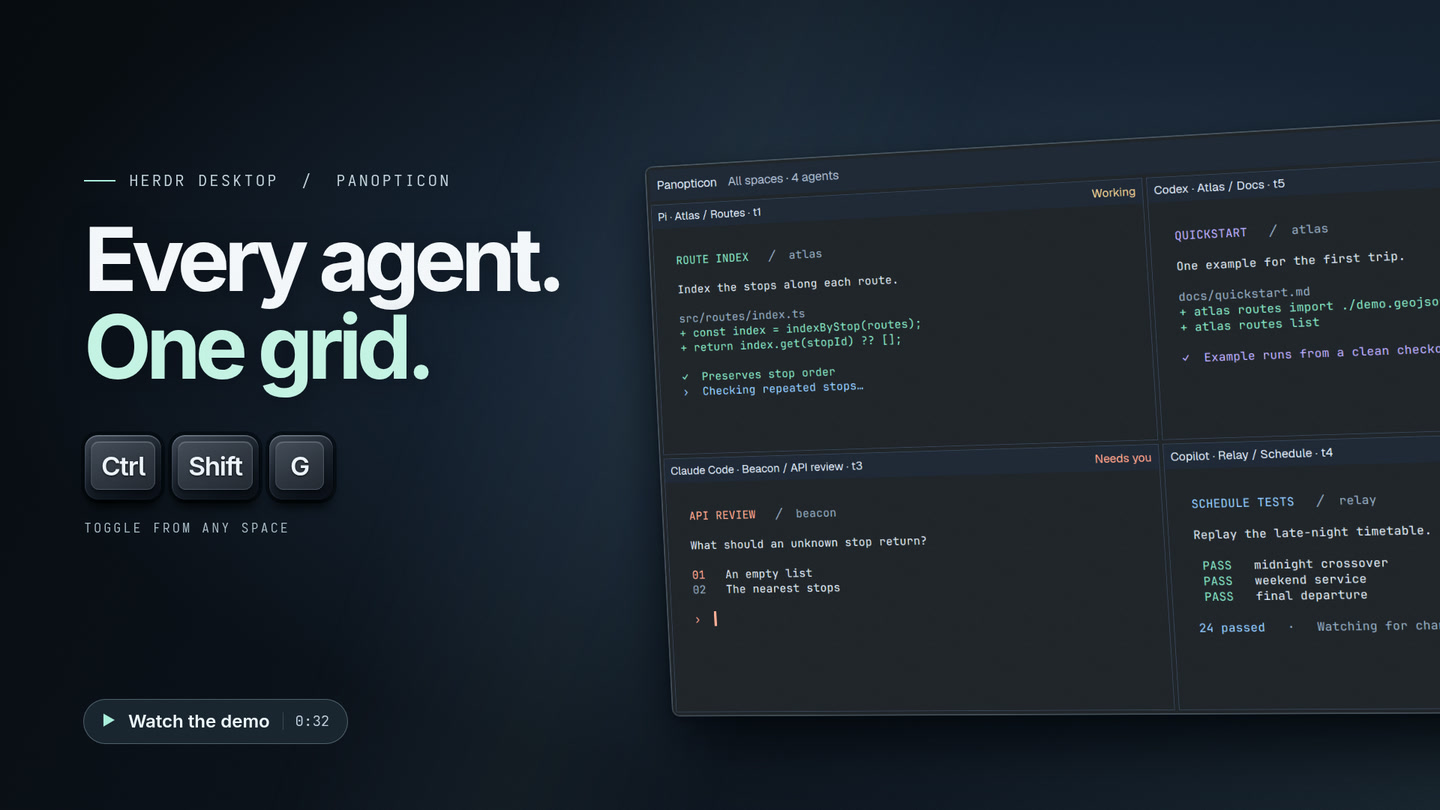 HERDR DESKTOP / PANOPTICON
Every agent.
One grid.
Ctrl Shift G
TOGGLE FROM ANY SPACE
Watch the demo 0:32
Panopticon All spaces · 4 agents
Pi · Atlas / Routes · t1 Working
ROUTE INDEX / atlas
Index the stops along each route.
src/routes/index.ts
+ const index = indexByStop(routes);
+ return index.get(stopId) ?? [];
✓ Preserves stop order
› Checking repeated stops…
Codex · Atlas / Docs · t5
QUICKSTART / atlas
One example for the first trip.
docs/quickstart.md
+ atlas routes import ./demo.geojso
+ atlas routes list
✓ Example runs from a clean checko
Claude Code · Beacon / API review · t3 Needs you
API REVIEW / beacon
What should an unknown stop return?
01 An empty list
02 The nearest stops
›
Copilot · Relay / Schedule · t4
SCHEDULE TESTS / relay
Replay the late-night timetable.
PASS midnight crossover
PASS weekend service
PASS final departure
24 passed · Watching for cha